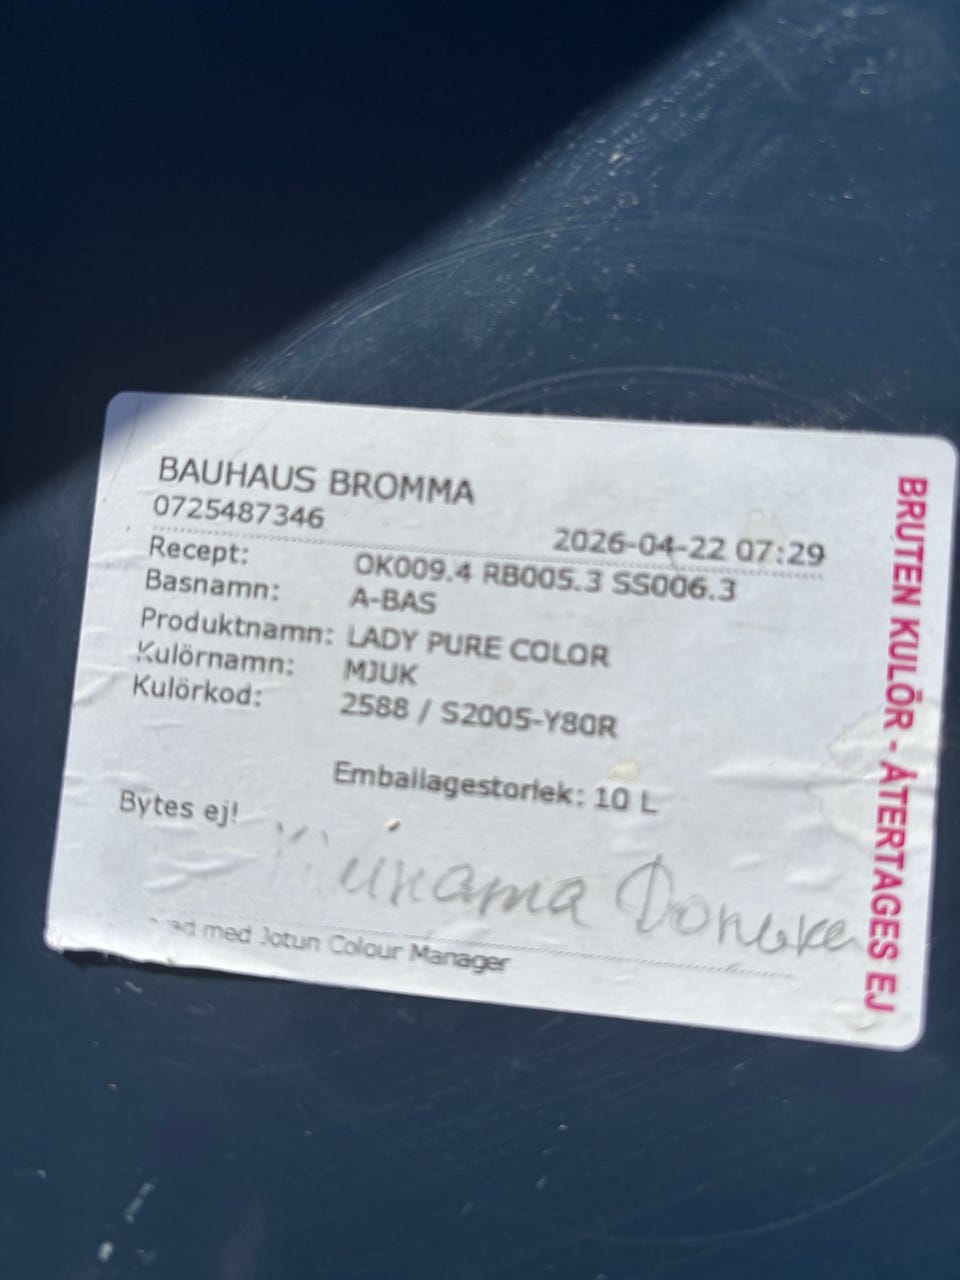 BAUHAUS BROMMA
0725487346
2026-04-22 07:29
Recept: OK009.4 RB005.3 SS006.3
Basnamn: A-BAS
Produktnamn: LADY PURE COLOR
Kulörnamn: MJUK
Kulörkod: 2588 / S2005-Y80R
Emballagestorlek: 10 L
Bytes ej!
med Jotun Colour Manager
BRUTEN KULÖR - ÅTERTAGES EJ